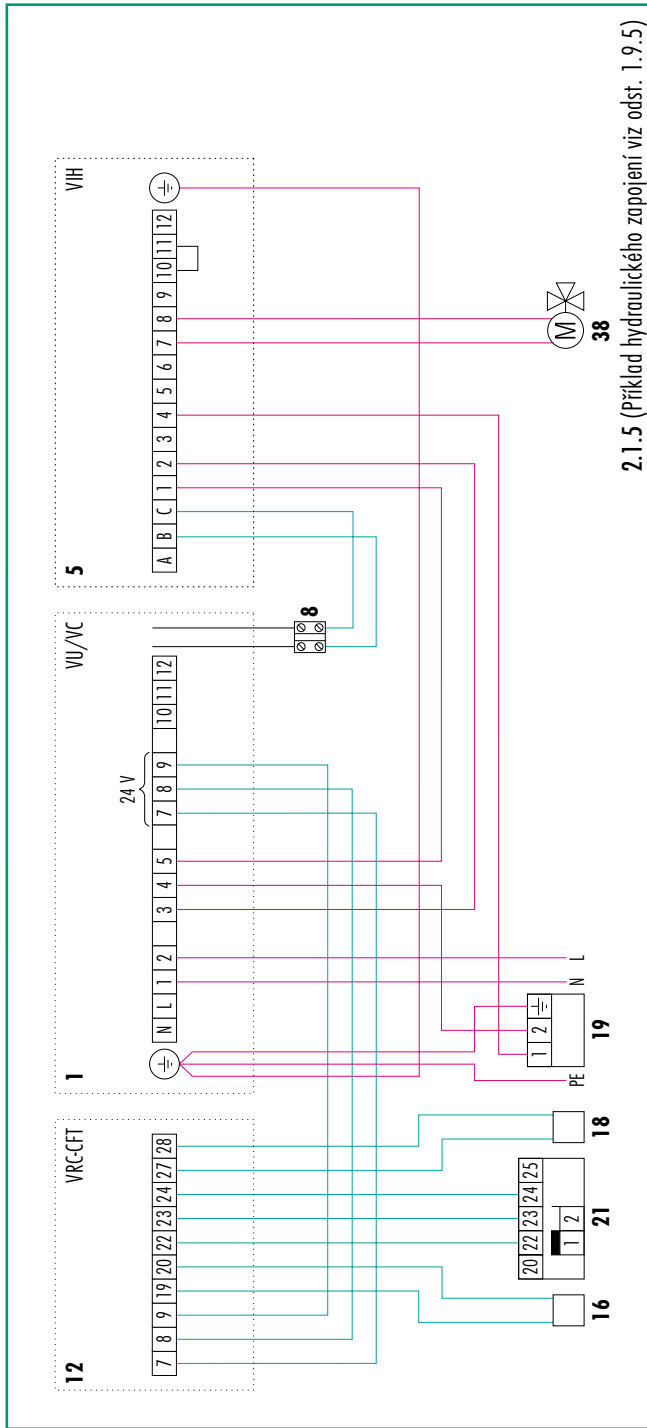 12
VRC-CFT
7 8 9 19 20 22 23 24 27 28
16
20 22 23 24 25
1 2
21
18
1
VU/VC
24 V
N L 1 2 3 4 5 7 8 9 10 11 12
PE
1 2
19
N
L
8
5
VIH
A B C 1 2 3 4 5 6 7 8 9 10 11 12
M
38
2.1.5 (Příklad hydraulického zapojení viz odst. 1.9.5)